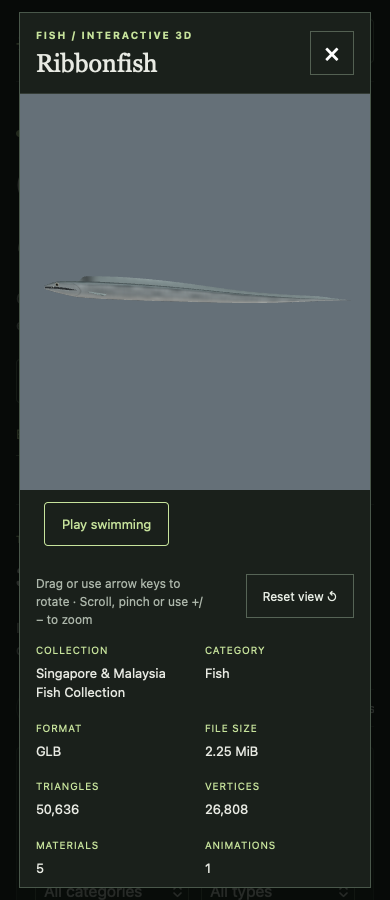 FISH / INTERACTIVE 3D
Ribbonfish
×
Play swimming
Drag or use arrow keys to
rotate · Scroll, pinch or use +/
− to zoom
Reset view ↺
COLLECTION
Singapore & Malaysia
Fish Collection
CATEGORY
Fish
FORMAT
GLB
FILE SIZE
2.25 MiB
TRIANGLES
50,636
VERTICES
26,808
MATERIALS
5
ANIMATIONS
1
All categories
All types